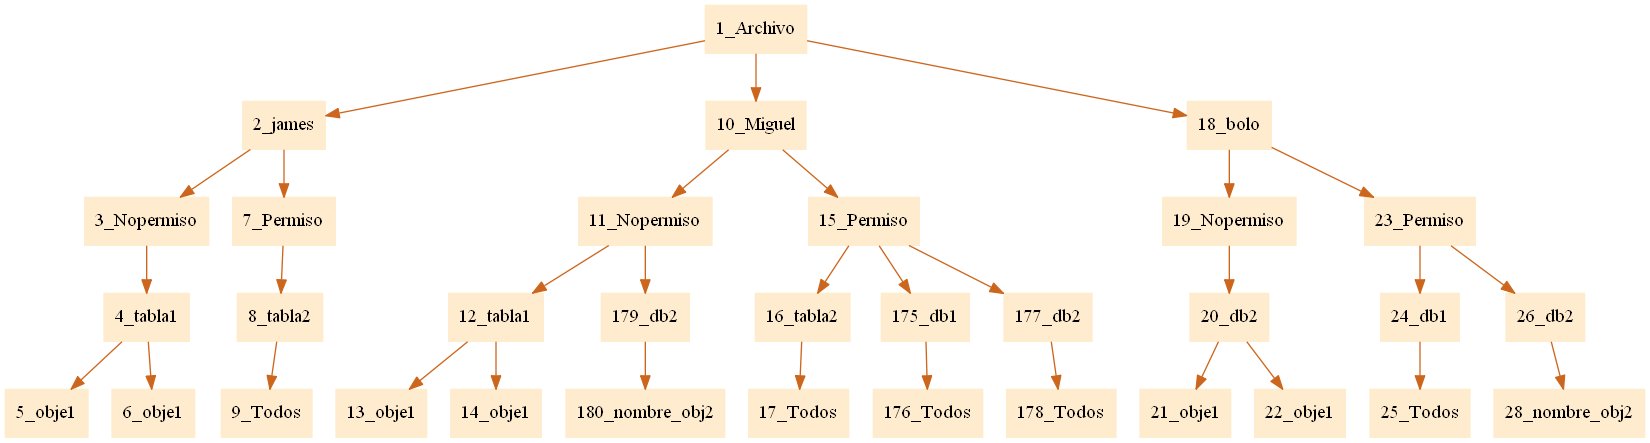 1_Archivo
2_james
10_Miguel
18_bolo
3_Nopermiso
7_Permiso
11_Nopermiso
15_Permiso
19_Nopermiso
23_Permiso
4_tabla1
8_tabla2
12_tabla1
179_db2
16_tabla2
175_db1
177_db2
20_db2
24_db1
26_db2
5_obje1
6_obje1
9_Todos
13_obje1
14_obje1
180_nombre_obj2
17_Todos
176_Todos
178_Todos
21_obje1
22_obje1
25_Todos
28_nombre_obj2